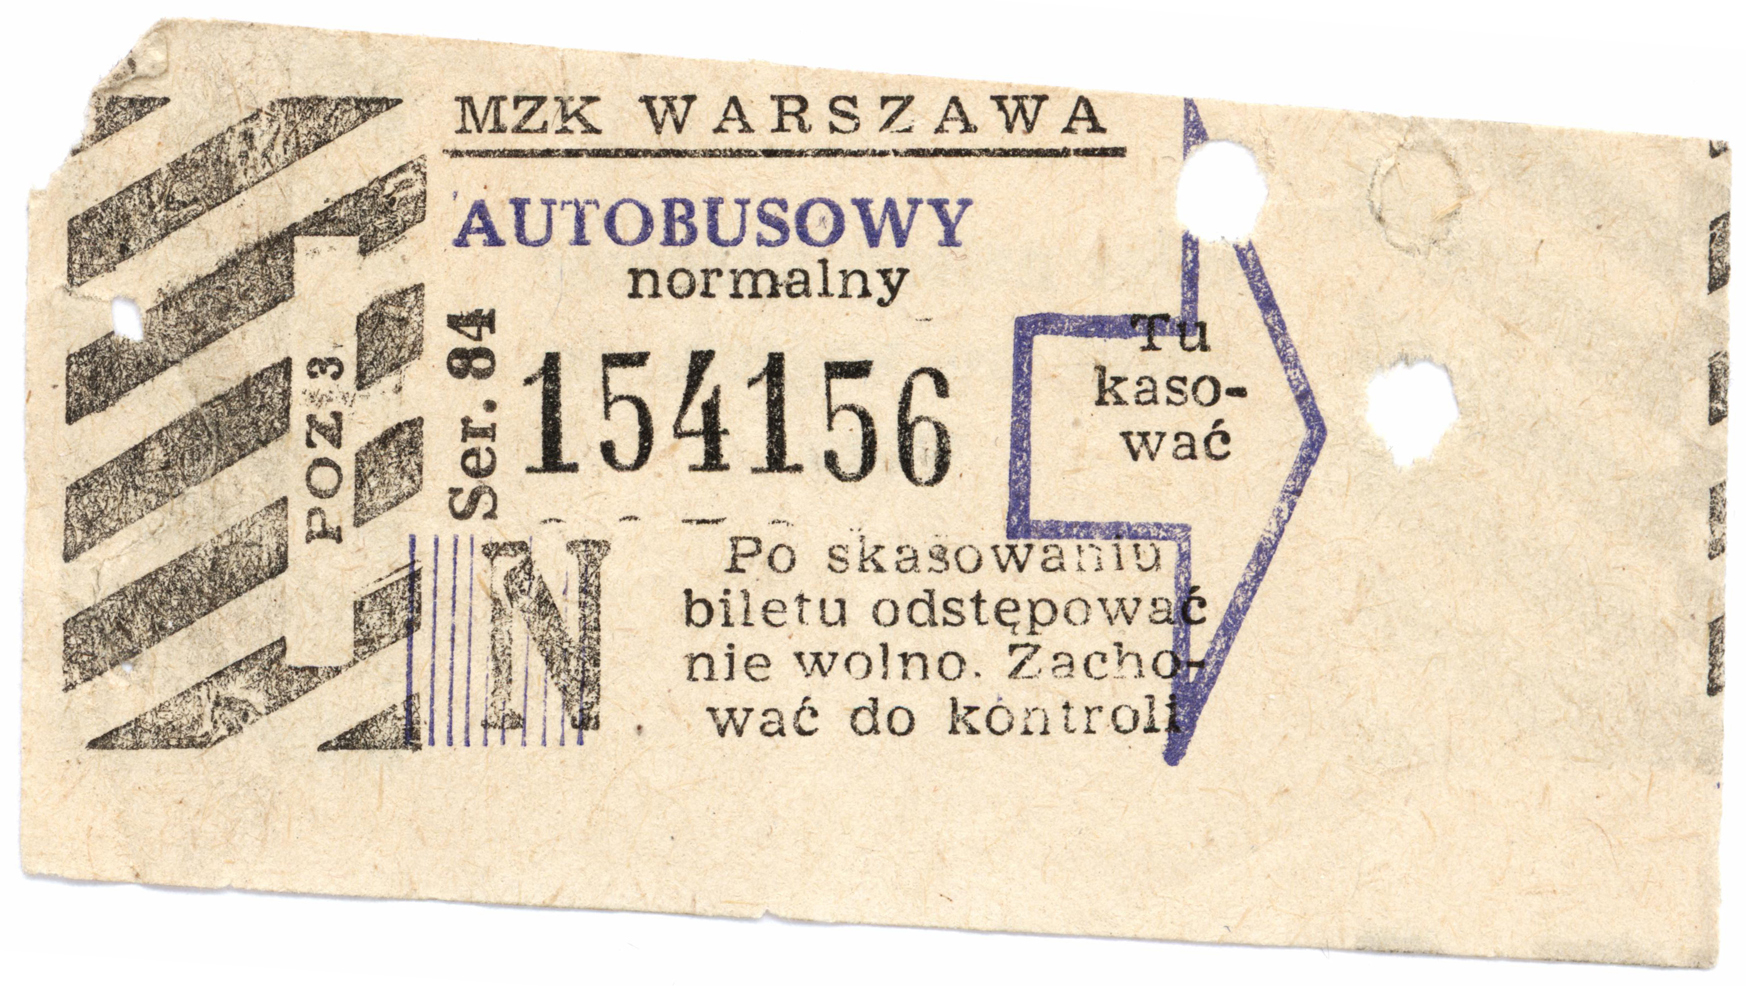 MZK WARSZAWA
AUTOBUSOWY
normalny
POZ 3
Ser. 84
154156
Tu
kaso-
wać
N
Po skasowaniu
biletu odstępować
nie wolno. Zacho-
wać do kontroli